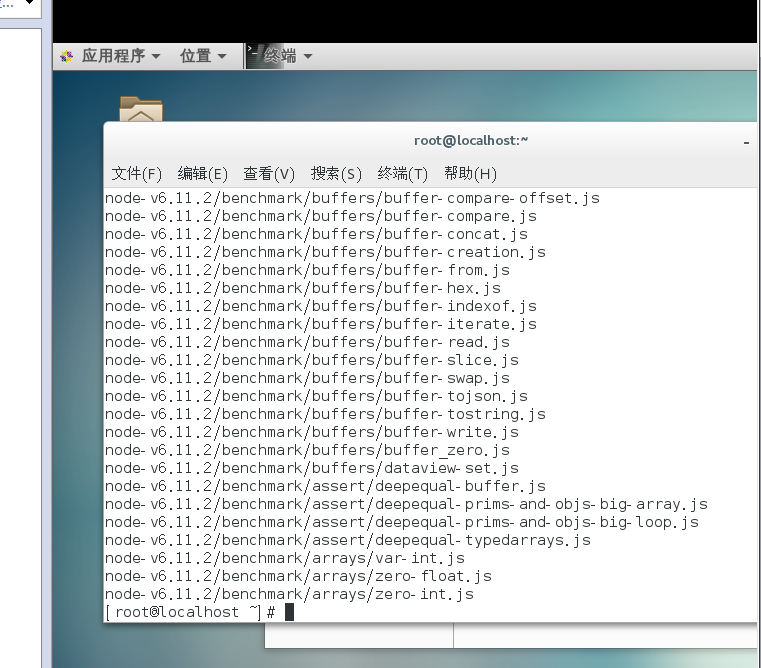 应用程序 位置 终端
root@localhost:~
文件(F) 编辑(E) 查看(V) 搜索(S) 终端(T) 帮助(H)
node-v6.11.2/benchmark/buffers/buffer-compare-offset.js
node-v6.11.2/benchmark/buffers/buffer-compare.js
node-v6.11.2/benchmark/buffers/buffer-concat.js
node-v6.11.2/benchmark/buffers/buffer-creation.js
node-v6.11.2/benchmark/buffers/buffer-from.js
node-v6.11.2/benchmark/buffers/buffer-hex.js
node-v6.11.2/benchmark/buffers/buffer-indexof.js
node-v6.11.2/benchmark/buffers/buffer-iterate.js
node-v6.11.2/benchmark/buffers/buffer-read.js
node-v6.11.2/benchmark/buffers/buffer-slice.js
node-v6.11.2/benchmark/buffers/buffer-swap.js
node-v6.11.2/benchmark/buffers/buffer-tojson.js
node-v6.11.2/benchmark/buffers/buffer-tostring.js
node-v6.11.2/benchmark/buffers/buffer-write.js
node-v6.11.2/benchmark/buffers/buffer_zero.js
node-v6.11.2/benchmark/buffers/dataview-set.js
node-v6.11.2/benchmark/assert/deepequal-buffer.js
node-v6.11.2/benchmark/assert/deepequal-prims-and-objs-big-array.js
node-v6.11.2/benchmark/assert/deepequal-prims-and-objs-big-loop.js
node-v6.11.2/benchmark/assert/deepequal-typedarrays.js
node-v6.11.2/benchmark/arrays/var-int.js
node-v6.11.2/benchmark/arrays/zero-float.js
node-v6.11.2/benchmark/arrays/zero-int.js
[root@localhost ~]#